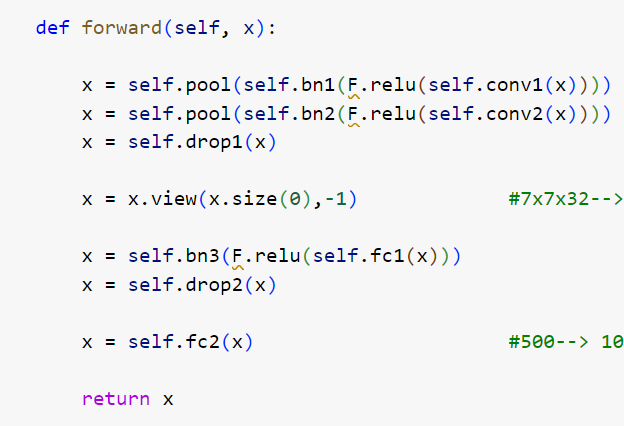 def forward(self, x):
x = self.pool(self.bn1(F.relu(self.conv1(x))))
x = self.pool(self.bn2(F.relu(self.conv2(x))))
x = self.drop1(x)
x = x.view(x.size(0),-1) #7x7x32-->
x = self.bn3(F.relu(self.fc1(x)))
x = self.drop2(x)
x = self.fc2(x) #500--> 10
return x